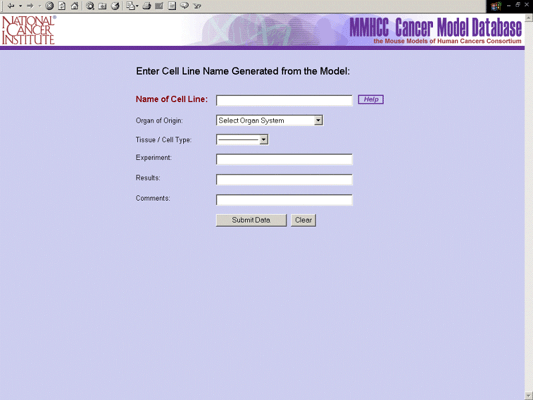 NATIONAL
CANCER
INSTITUTE
MMHCC Cancer Model Database
the Mouse Models of Human Cancers Consortium
Enter Cell Line Name Generated from the Model:
Name of Cell Line:
Help
Organ of Origin: Select Organ System
Tissue / Cell Type:
Experiment:
Results:
Comments:
Submit Data Clear